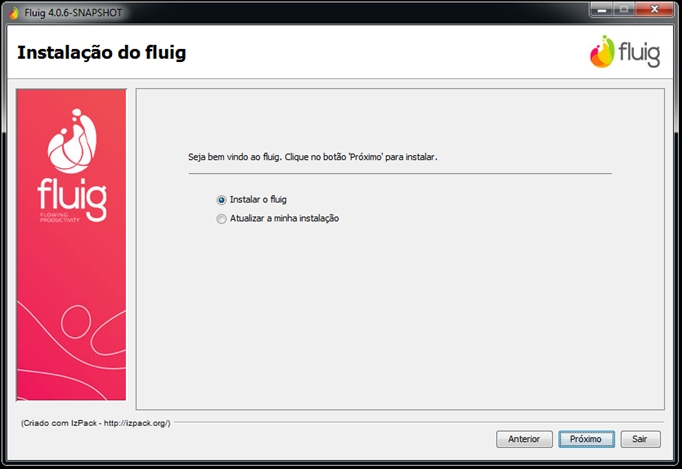 Fluig 4.0.6-SNAPSHOT
Instalação do fluig
fluig
fluig
FLOWING
PRODUCTIVITY
Seja bem vindo ao fluig. Clique no botão 'Próximo' para instalar.
Instalar o fluig
Atualizar a minha instalação
(Criado com IzPack - http://izpack.org/)
Anterior
Próximo
Sair